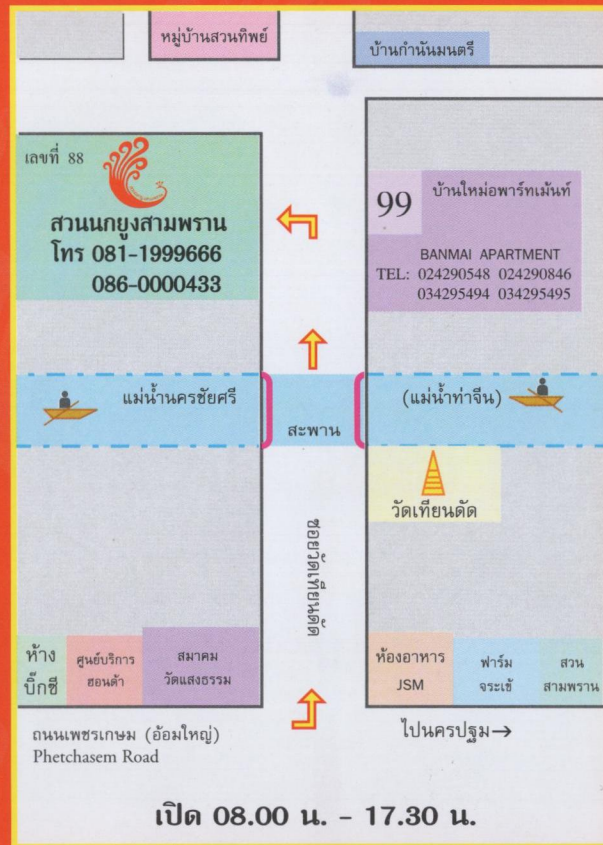 หมู่บ้านสวนทิพย์
บ้านกำนันมนตรี
เลขที่ 88
สวนนกยูงสามพราน
โทร 081-1999666
086-0000433
99
บ้านใหม่อพาร์ทเม้นท์
BANMAI APARTMENT
TEL: 024290548 024290846
034295494 034295495
แม่น้ำนครชัยศรี
สะพาน
(แม่น้ำท่าจีน)
วัดเทียนดัด
ซอยวัดเทียนดัด
ห้าง
บิ๊กซี
ศูนย์บริการ
ฮอนด้า
สมาคม
วัดแสงธรรม
ห้องอาหาร
JSM
ฟาร์ม
จระเข้
สวน
สามพราน
ถนนเพชรเกษม (อ้อมใหญ่)
Phetchasem Road
ไปนครปฐม→
เปิด 08.00 น. - 17.30 น.